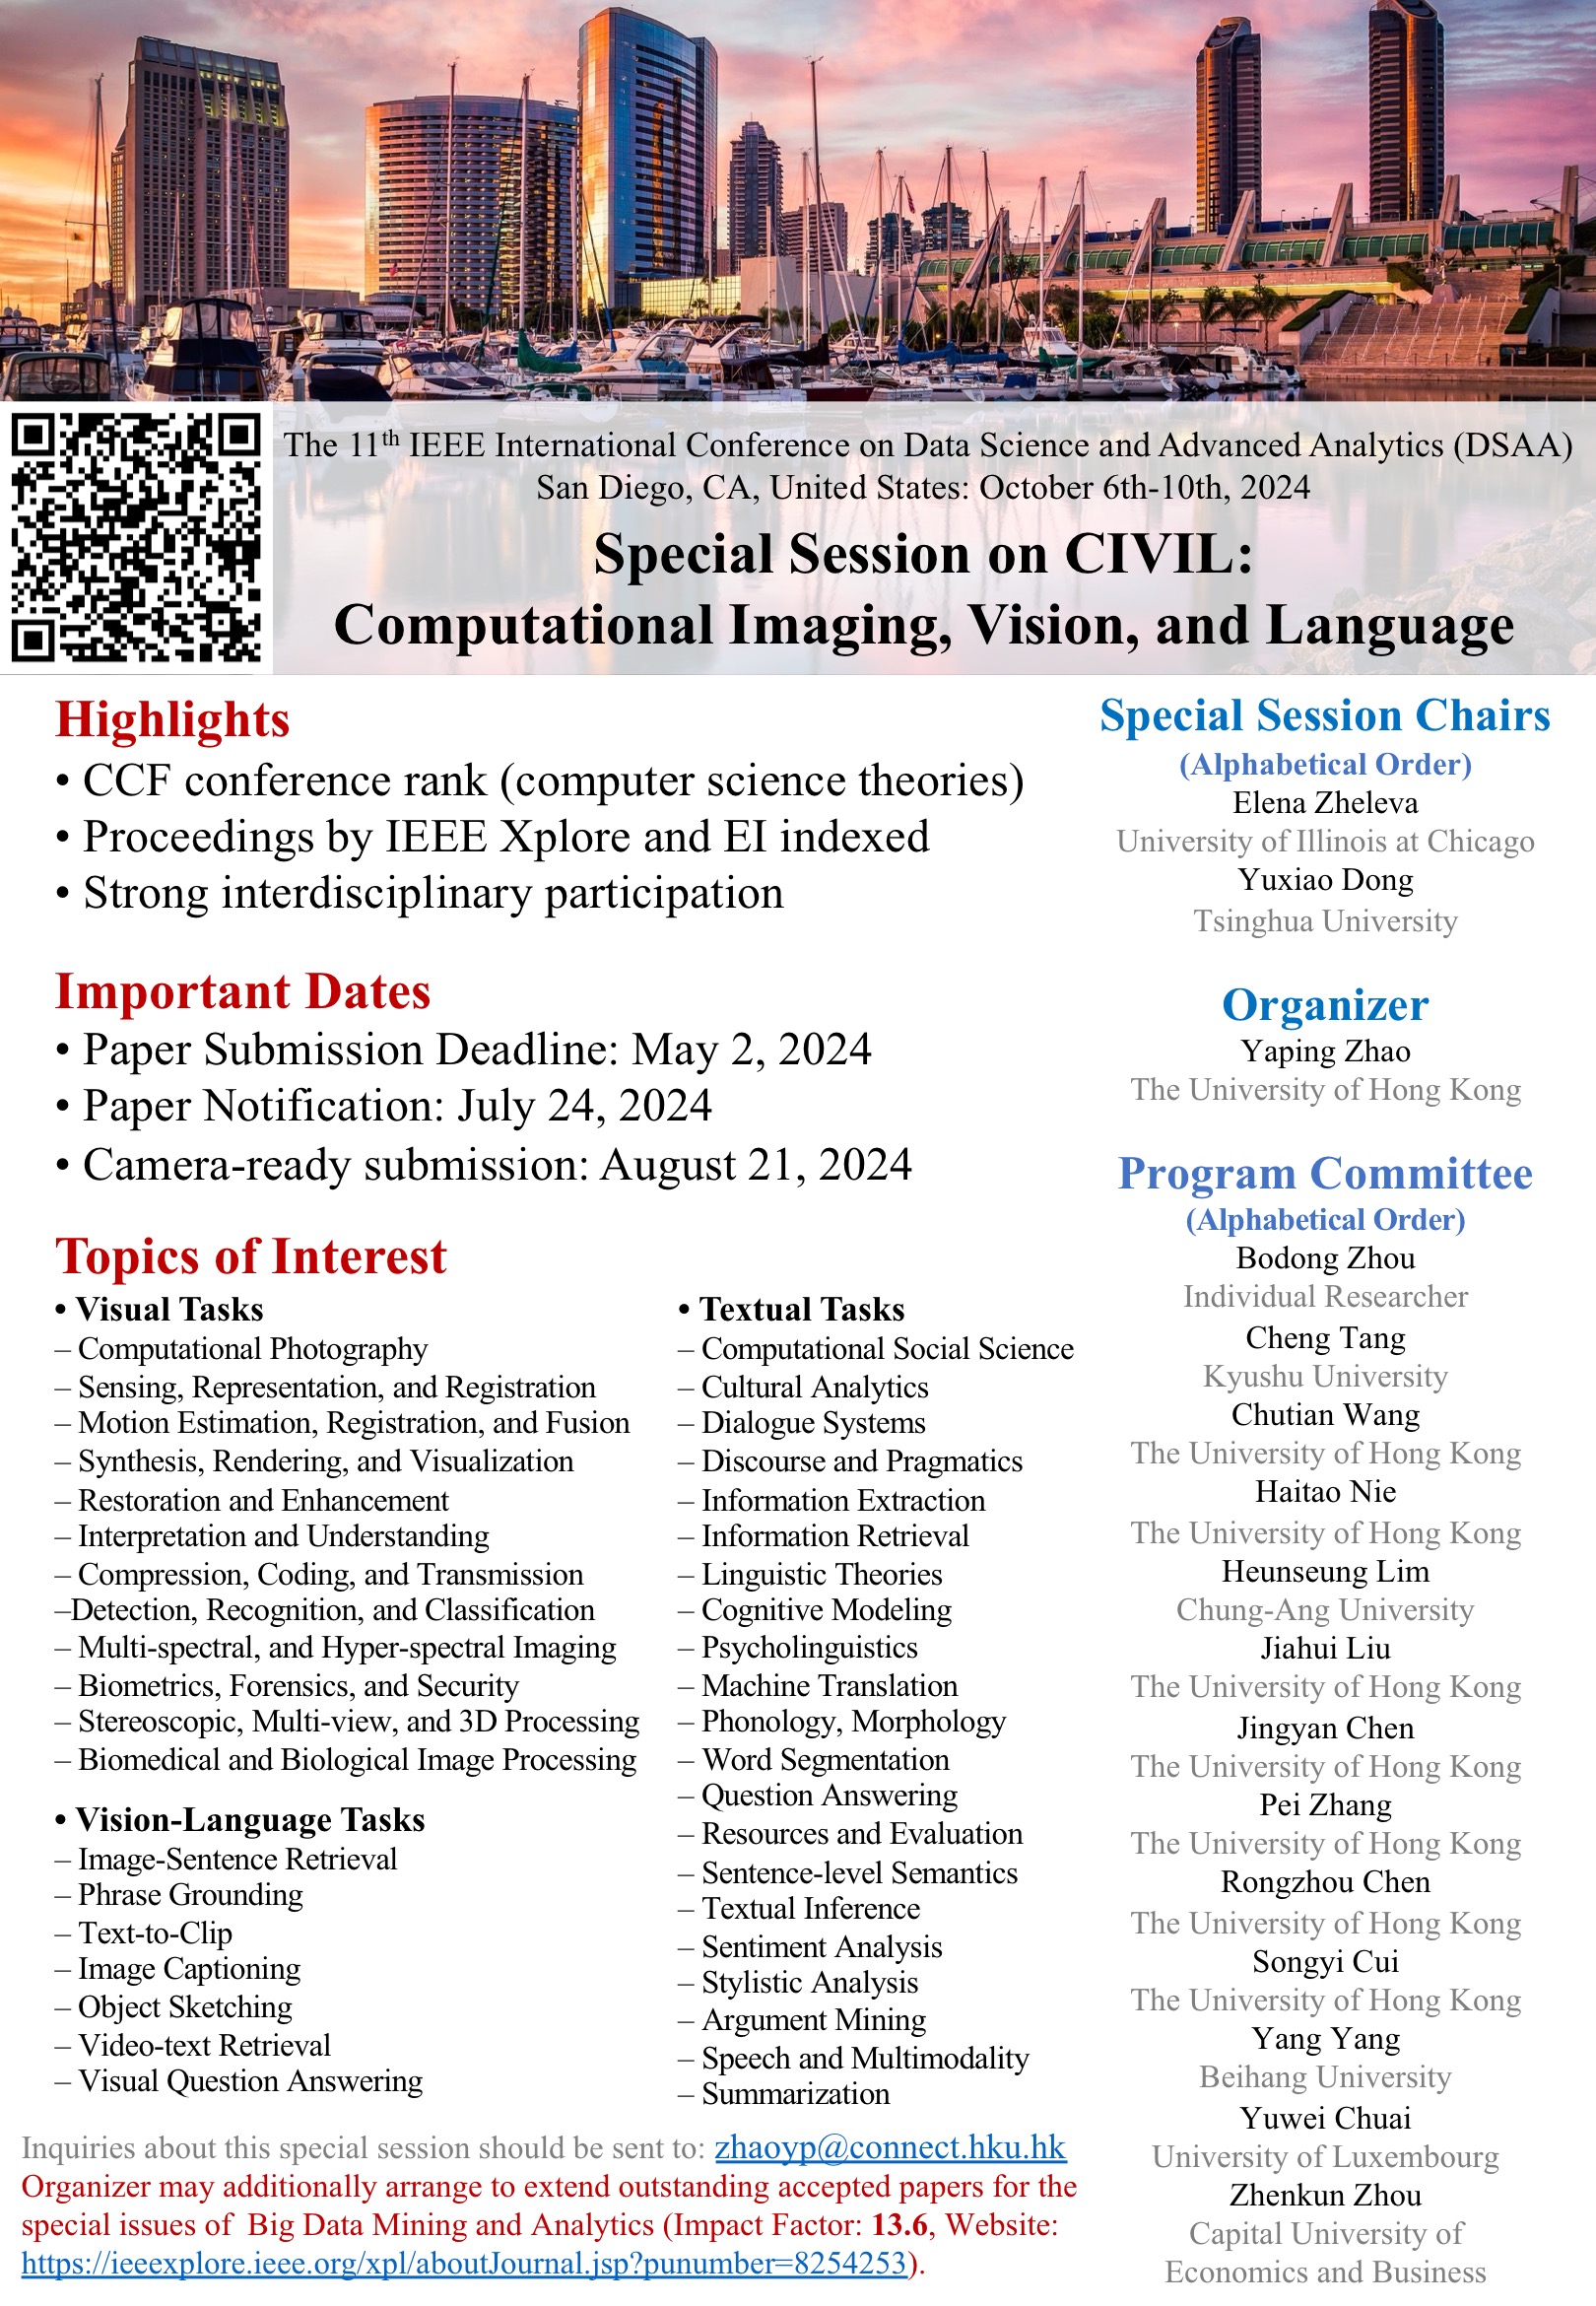 The 11th IEEE International Conference on Data Science and Advanced Analytics (DSAA)
San Diego, CA, United States: October 6th-10th, 2024
Special Session on CIVIL:
Computational Imaging, Vision, and Language
Highlights
• CCF conference rank (computer science theories)
• Proceedings by IEEE Xplore and EI indexed
• Strong interdisciplinary participation
Important Dates
• Paper Submission Deadline: May 2, 2024
• Paper Notification: July 24, 2024
• Camera-ready submission: August 21, 2024
Topics of Interest
• Visual Tasks
– Computational Photography
– Sensing, Representation, and Registration
– Motion Estimation, Registration, and Fusion
– Synthesis, Rendering, and Visualization
– Restoration and Enhancement
– Interpretation and Understanding
– Compression, Coding, and Transmission
–Detection, Recognition, and Classification
– Multi-spectral, and Hyper-spectral Imaging
– Biometrics, Forensics, and Security
– Stereoscopic, Multi-view, and 3D Processing
– Biomedical and Biological Image Processing
• Vision-Language Tasks
– Image-Sentence Retrieval
– Phrase Grounding
– Text-to-Clip
– Image Captioning
– Object Sketching
– Video-text Retrieval
– Visual Question Answering
• Textual Tasks
– Computational Social Science
– Cultural Analytics
– Dialogue Systems
– Discourse and Pragmatics
– Information Extraction
– Information Retrieval
– Linguistic Theories
– Cognitive Modeling
– Psycholinguistics
– Machine Translation
– Phonology, Morphology
– Word Segmentation
– Question Answering
– Resources and Evaluation
– Sentence-level Semantics
– Textual Inference
– Sentiment Analysis
– Stylistic Analysis
– Argument Mining
– Speech and Multimodality
– Summarization
Inquiries about this special session should be sent to: zhaoyp@connect.hku.hk
Organizer may additionally arrange to extend outstanding accepted papers for the
special issues of Big Data Mining and Analytics (Impact Factor: 13.6, Website:
https://ieeexplore.ieee.org/xpl/aboutJournal.jsp?punumber=8254253).
Special Session Chairs
(Alphabetical Order)
Elena Zheleva
University of Illinois at Chicago
Yuxiao Dong
Tsinghua University
Organizer
Yaping Zhao
The University of Hong Kong
Program Committee
(Alphabetical Order)
Bodong Zhou
Individual Researcher
Cheng Tang
Kyushu University
Chutian Wang
The University of Hong Kong
Haitao Nie
The University of Hong Kong
Heunseung Lim
Chung-Ang University
Jiahui Liu
The University of Hong Kong
Jingyan Chen
The University of Hong Kong
Pei Zhang
The University of Hong Kong
Rongzhou Chen
The University of Hong Kong
Songyi Cui
The University of Hong Kong
Yang Yang
Beihang University
Yuwei Chuai
University of Luxembourg
Zhenkun Zhou
Capital University of
Economics and Business